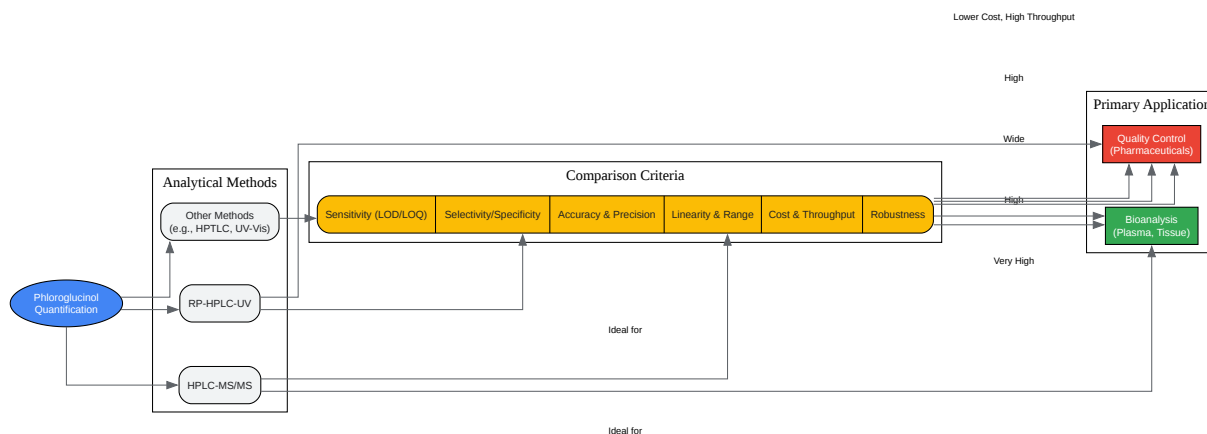 Lower Cost, High Throughput
High
Primary Application
Wide
Quality Control
(Pharmaceuticals)
Analytical Methods
Comparison Criteria
Other Methods
(e.g., HPTLC, UV-Vis)
Sensitivity (LOD/LOQ)
Selectivity/Specificity
Accuracy & Precision
Linearity & Range
Cost & Throughput
Robustness
High
Bioanalysis
(Plasma, Tissue)
Very High
Phloroglucinol
Quantification
RP-HPLC-UV
Ideal for
HPLC-MS/MS
Ideal for